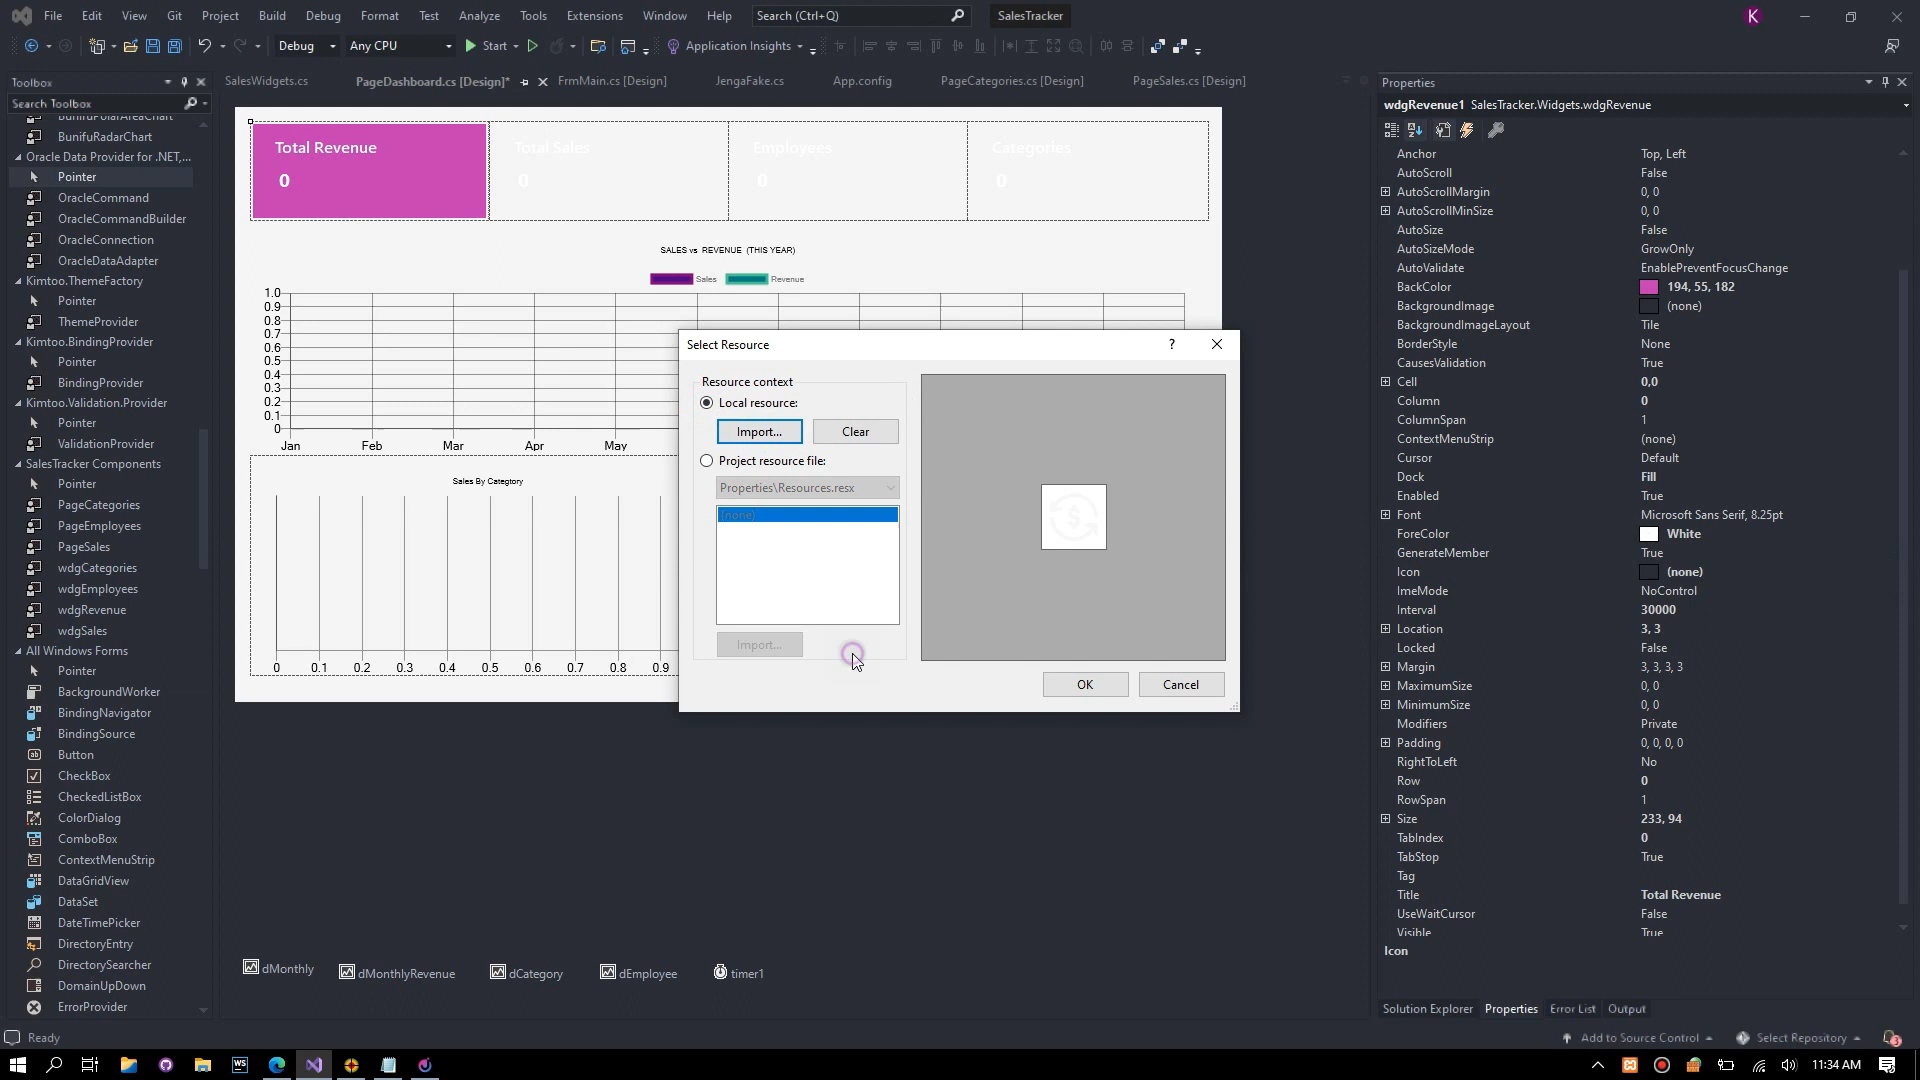 File Edit View Git Project Build Debug Format Test Analyze Tools Extensions Window Help Search (Ctrl+Q) SalesTracker K
Debug Any CPU Start Application Insights
Toolbox
Search Toolbox
BunifuPolarAreaChart
BunifuRadarChart
Oracle Data Provider for .NET,...
Pointer
OracleCommand
OracleCommandBuilder
OracleConnection
OracleDataAdapter
Kimtoo.ThemeFactory
Pointer
ThemeProvider
Kimtoo.BindingProvider
Pointer
BindingProvider
Kimtoo.Validation.Provider
Pointer
ValidationProvider
SalesTracker Components
Pointer
PageCategories
PageEmployees
PageSales
wdgCategories
wdgEmployees
wdgRevenue
wdgSales
All Windows Forms
Pointer
BackgroundWorker
BindingNavigator
BindingSource
Button
CheckBox
CheckedListBox
ColorDialog
ComboBox
ContextMenuStrip
DataGridView
DataSet
DateTimePicker
DirectoryEntry
DirectorySearcher
DomainUpDown
ErrorProvider
SalesWidgets.cs PageDashboard.cs [Design]* FrmMain.cs [Design] JengaFake.cs App.config PageCategories.cs [Design] PageSales.cs [Design]
Total Revenue Total Sales Employees Categories
0 0 0 0
SALES vs REVENUE (THIS YEAR)
Sales Revenue
1.0
0.9
0.8
0.7
0.6
0.5
0.4
0.3
0.2
0.1
0
Jan Feb Mar Apr May
Sales By Categtory
0 0.1 0.2 0.3 0.4 0.5 0.6 0.7 0.8 0.9
Select Resource ?
Resource context
Local resource:
Import... Clear
Project resource file:
Properties\Resources.resx
(none)
Import...
OK Cancel
dMonthly dMonthlyRevenue dCategory dEmployee timer1
Properties
wdgRevenue1 SalesTracker.Widgets.wdgRevenue
Anchor Top, Left
AutoScroll False
AutoScrollMargin 0, 0
AutoScrollMinSize 0, 0
AutoSize False
AutoSizeMode GrowOnly
AutoValidate EnablePreventFocusChange
BackColor 194, 55, 182
BackgroundImage (none)
BackgroundImageLayout Tile
BorderStyle None
CausesValidation True
Cell 0,0
Column 0
ColumnSpan 1
ContextMenuStrip (none)
Cursor Default
Dock Fill
Enabled True
Font Microsoft Sans Serif, 8.25pt
ForeColor White
GenerateMember True
Icon (none)
ImeMode NoControl
Interval 30000
Location 3, 3
Locked False
Margin 3, 3, 3, 3
MaximumSize 0, 0
MinimumSize 0, 0
Modifiers Private
Padding 0, 0, 0, 0
RightToLeft No
Row 0
RowSpan 1
Size 233, 94
TabIndex 0
TabStop True
Tag
Title Total Revenue
UseWaitCursor False
Visible True
Icon
Solution Explorer Properties Error List Output
Ready Add to Source Control Select Repository 3
WS 11:34 AM